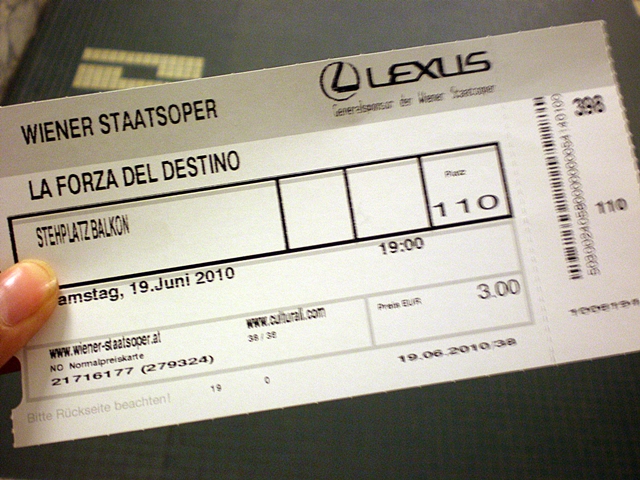 LEXUS
Generalsponsor der Wiener Staatsoper
WIENER STAATSOPER
LA FORZA DEL DESTINO
STEHPLATZ BALKON
Platz
110
amstag, 19.Juni 2010
19:00
www.wiener-staatsoper.at
www.culturall.com
NO Normalpreiskarte
38 / 38
21716177 (279324)
Preis EUR
3.00
19.06.2010/38
Bitte Rückseite beachten!
19
0
398
110